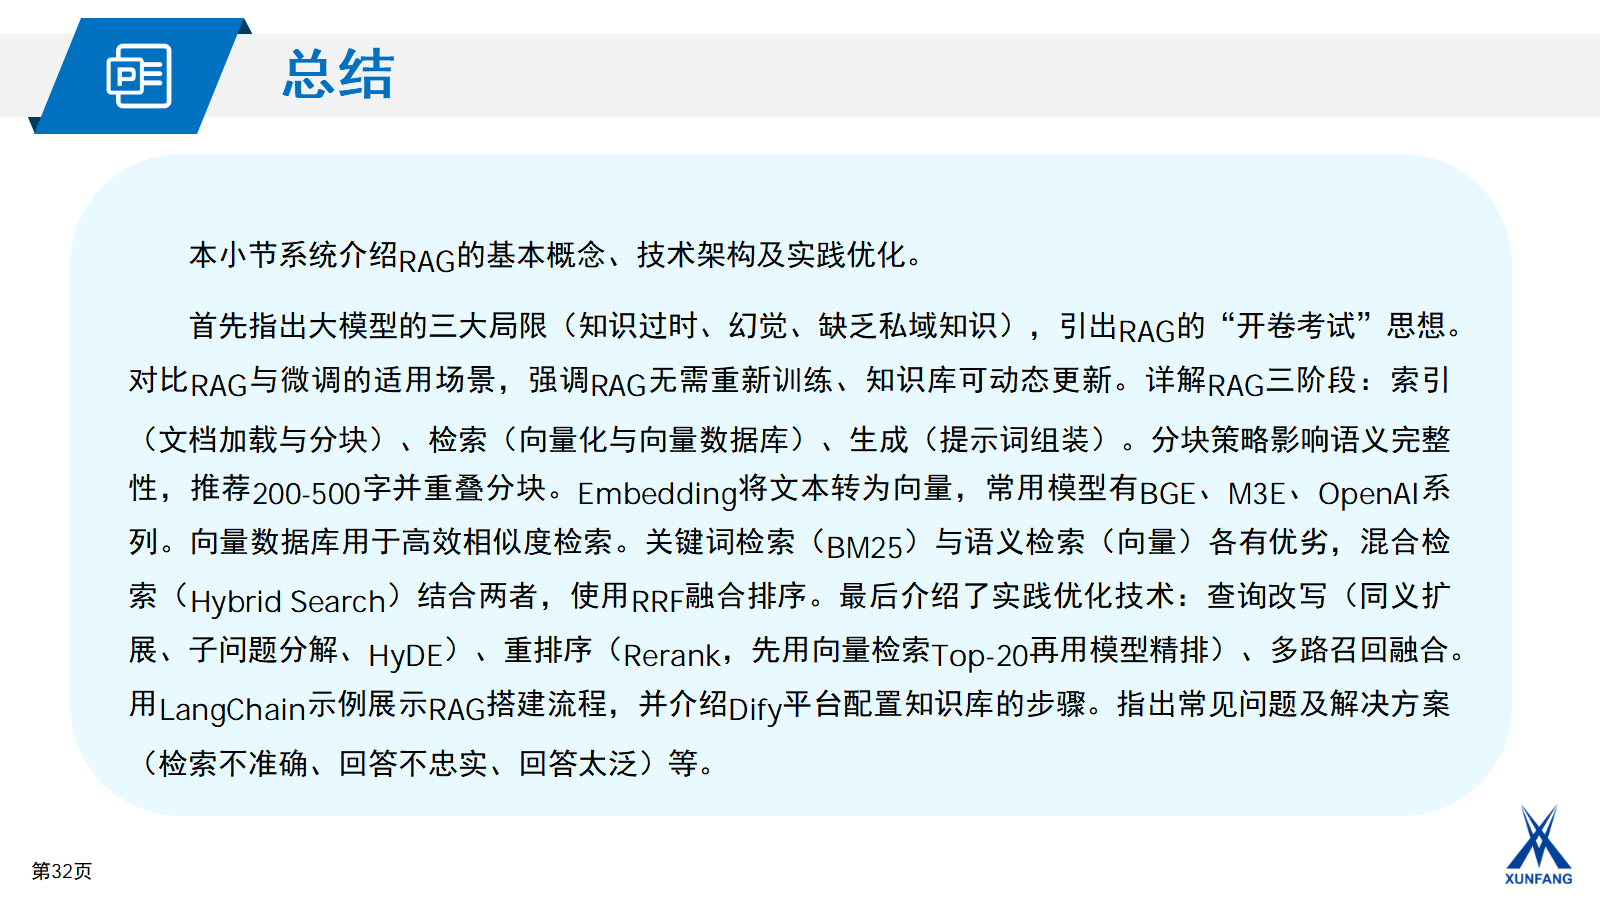 总结
本小节系统介绍RAG的基本概念、技术架构及实践优化。
首先指出大模型的三大局限（知识过时、幻觉、缺乏私域知识），引出RAG的“开卷考试”思想。
对比RAG与微调的适用场景，强调RAG无需重新训练、知识库可动态更新。详解RAG三阶段：索引
（文档加载与分块）、检索（向量化与向量数据库）、生成（提示词组装）。分块策略影响语义完整
性，推荐200-500字并重叠分块。Embedding将文本转为向量，常用模型有BGE、M3E、OpenAI系
列。向量数据库用于高效相似度检索。关键词检索（BM25）与语义检索（向量）各有优劣，混合检
索（Hybrid Search）结合两者，使用RRF融合排序。最后介绍了实践优化技术：查询改写（同义扩
展、子问题分解、HyDE）、重排序（Rerank，先用向量检索Top-20再用模型精排）、多路召回融合。
用LangChain示例展示RAG搭建流程，并介绍Dify平台配置知识库的步骤。指出常见问题及解决方案
（检索不准确、回答不忠实、回答太泛）等。
第32页
XUNFANG